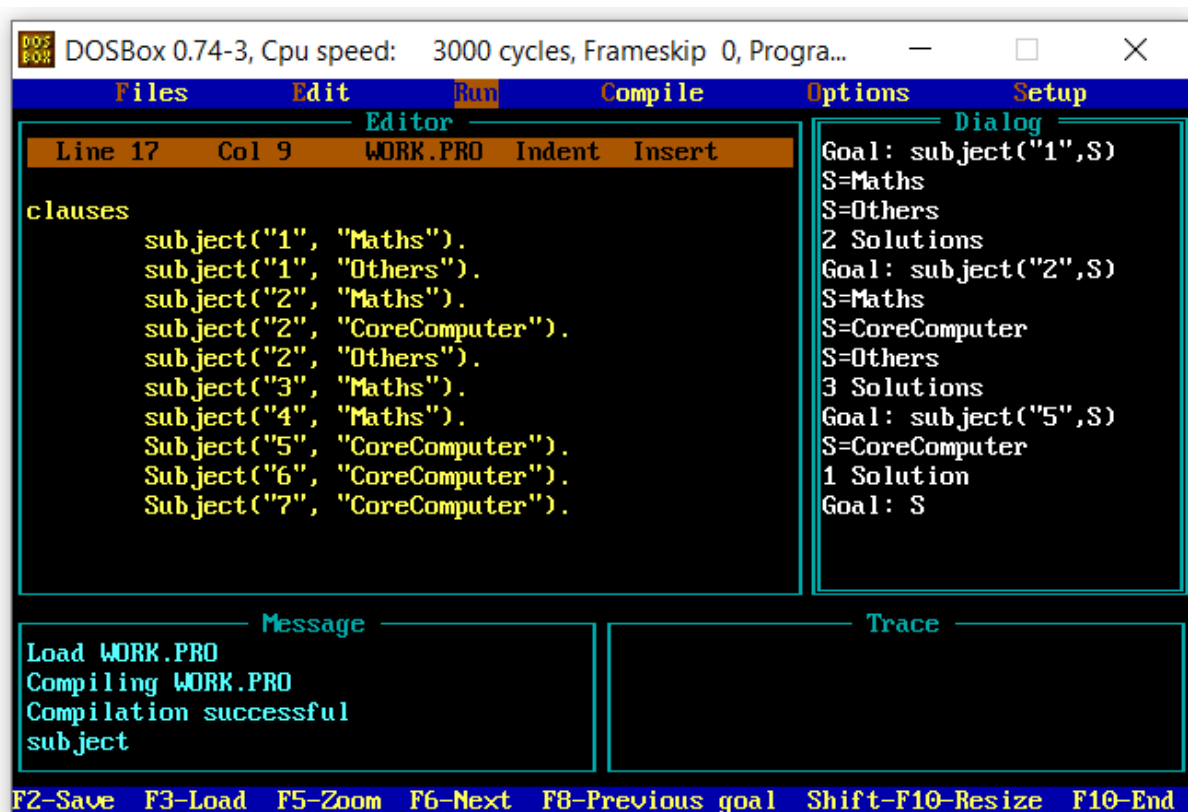 DOSBox 0.74-3, Cpu speed: 3000 cycles, Frameskip 0, Progra...
Files Edit Run Compile Options Setup
Editor
Line 17 Col 9 WORK.PRO Indent Insert
clauses
subject("1", "Maths").
subject("1", "Others").
subject("2", "Maths").
subject("2", "CoreComputer").
subject("2", "Others").
subject("3", "Maths").
subject("4", "Maths").
Subject("5", "CoreComputer").
Subject("6", "CoreComputer").
Subject("7", "CoreComputer").
Dialog
Goal: subject("1",S)
S=Maths
S=Others
2 Solutions
Goal: subject("2",S)
S=Maths
S=CoreComputer
S=Others
3 Solutions
Goal: subject("5",S)
S=CoreComputer
1 Solution
Goal: S
Message
Load WORK.PRO
Compiling WORK.PRO
Compilation successful
subject
Trace
F2-Save F3-Load F5-Zoom F6-Next F8-Previous goal Shift-F10-Resize F10-End